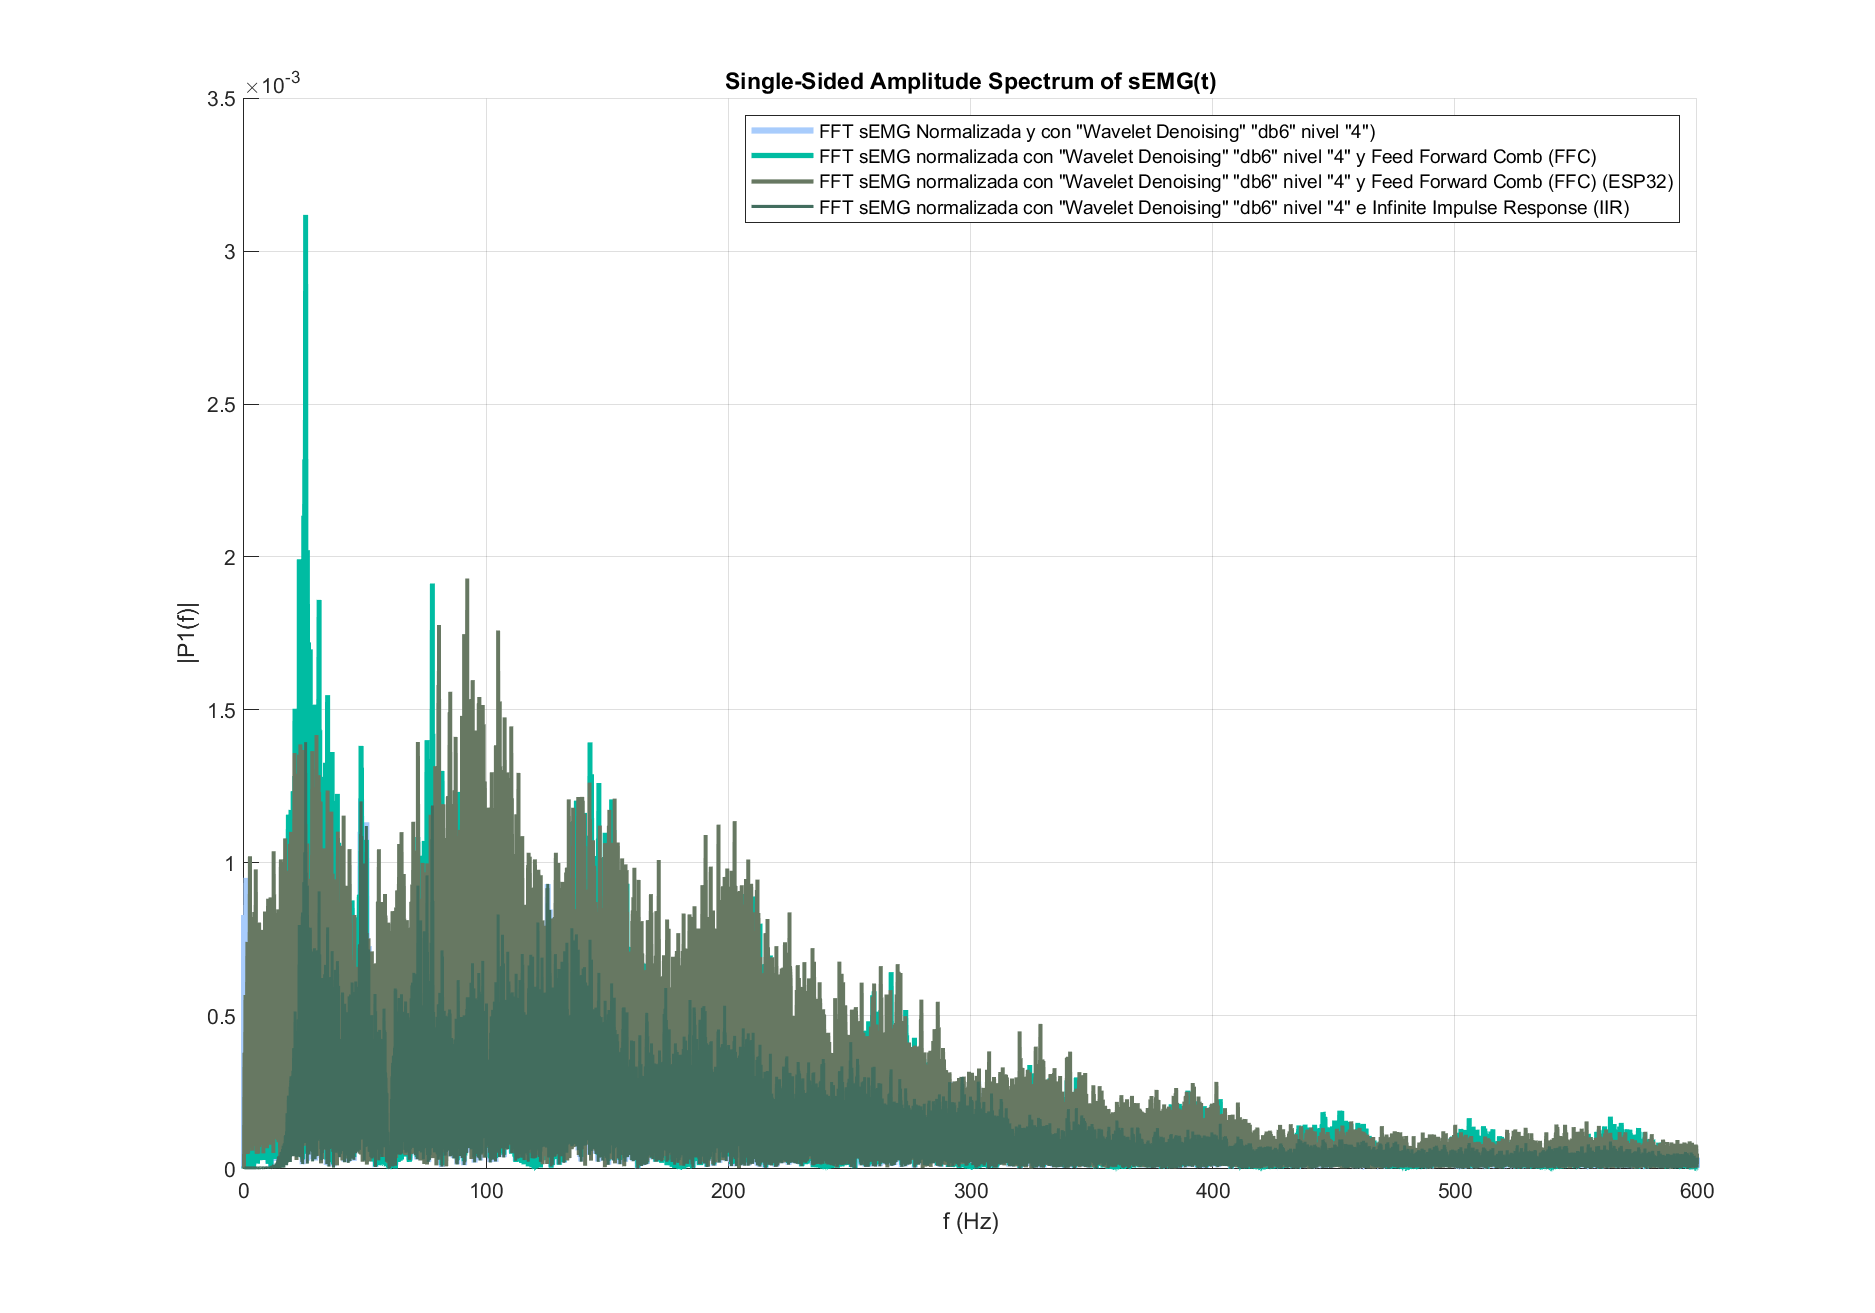 Single-Sided Amplitude Spectrum of sEMG(t)
×10-3
3.5
3
2.5
2
1.5
1
0.5
0
|P1(f)|
FFT sEMG Normalizada y con "Wavelet Denoising" "db6" nivel "4")
FFT sEMG normalizada con "Wavelet Denoising" "db6" nivel "4" y Feed Forward Comb (FFC)
FFT sEMG normalizada con "Wavelet Denoising" "db6" nivel "4" y Feed Forward Comb (FFC) (ESP32)
FFT sEMG normalizada con "Wavelet Denoising" "db6" nivel "4" e Infinite Impulse Response (IIR)
0 100 200 300 400 500 600
f (Hz)